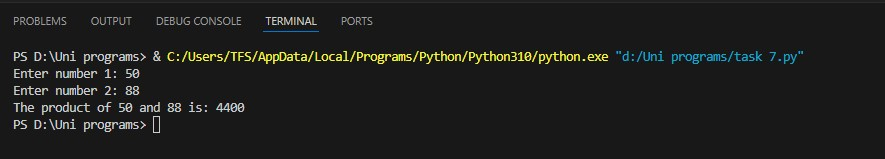 PROBLEMS OUTPUT DEBUG CONSOLE TERMINAL PORTS
PS D:\Uni programs> & C:/Users/TFS/AppData/Local/Programs/Python/Python310/python.exe "d:/Uni programs/task 7.py"
Enter number 1: 50
Enter number 2: 88
The product of 50 and 88 is: 4400
PS D:\Uni programs>